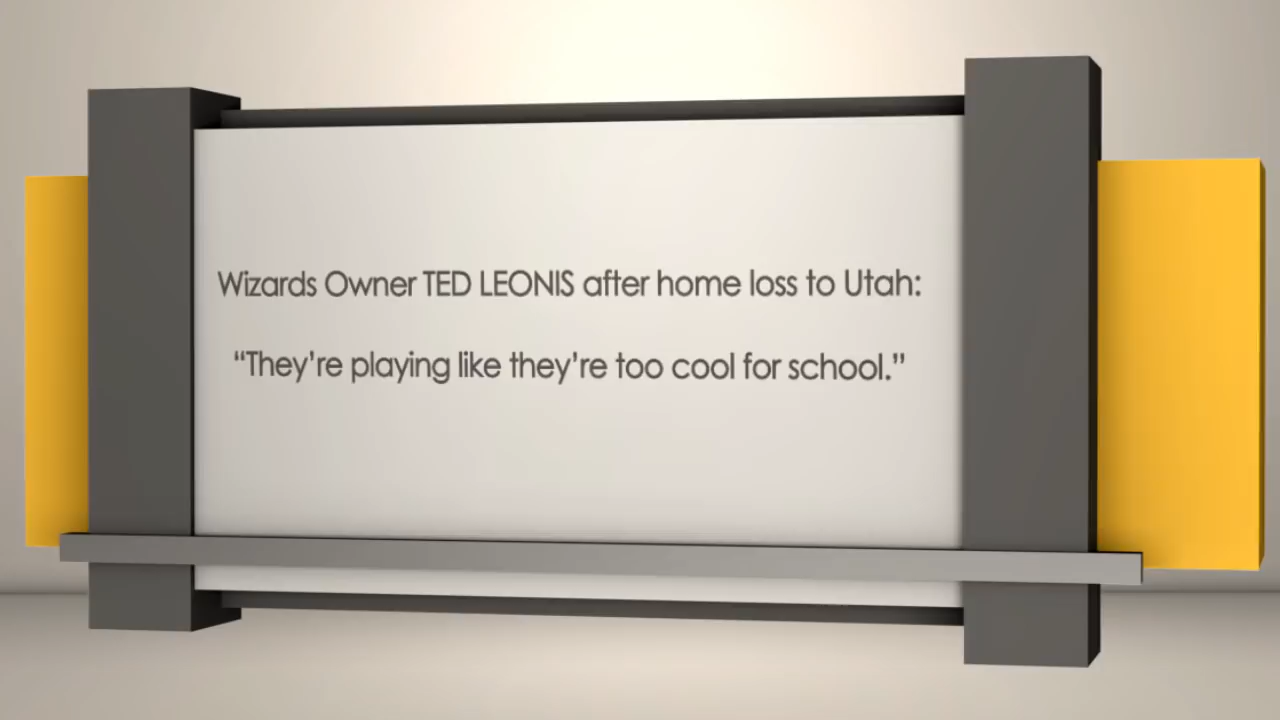 Wizards Owner TED LEONIS after home loss to Utah:
“They’re playing like they’re too cool for school.”